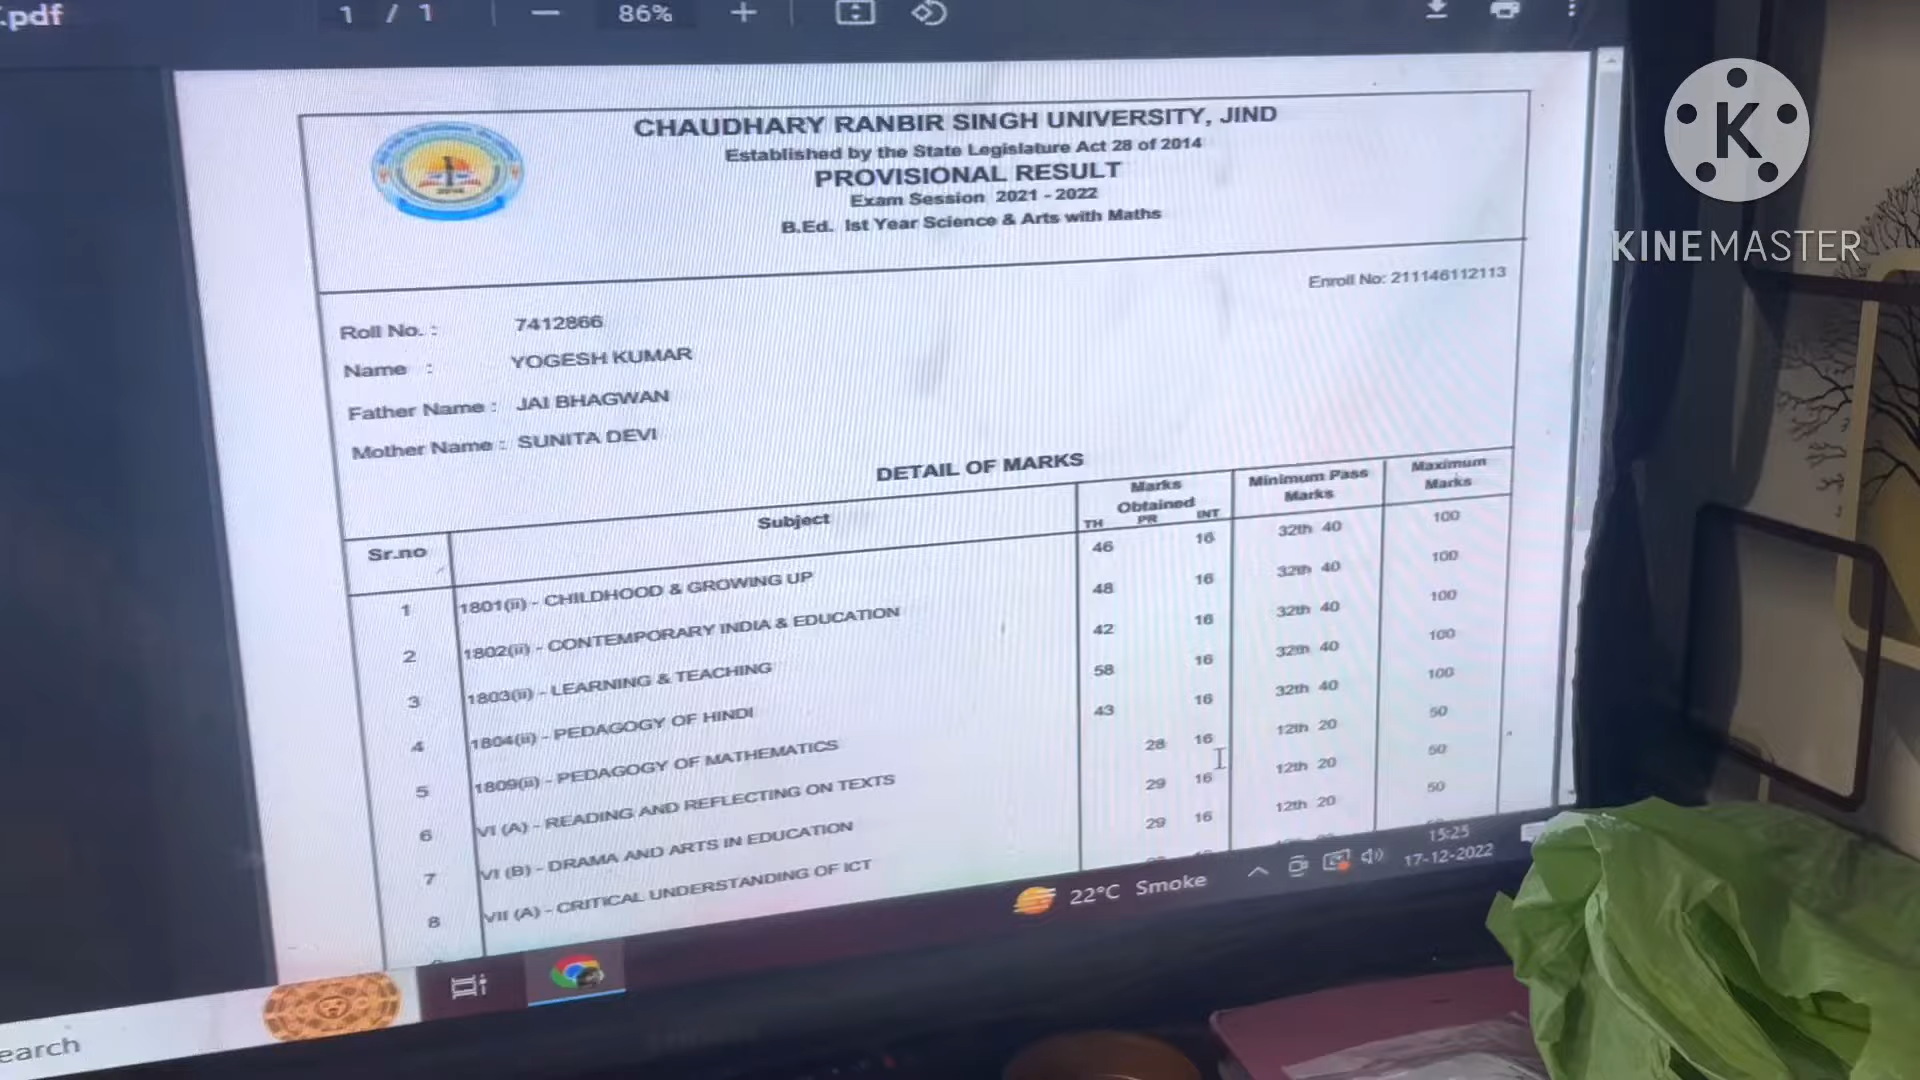 .pdf
1 / 1
86%
CHAUDHARY RANBIR SINGH UNIVERSITY, JIND
Established by the State Legislature Act 28 of 2014
PROVISIONAL RESULT
Exam Session 2021 - 2022
B.Ed. Ist Year Science & Arts with Maths
Enroll No: 211146112113
Roll No. : 7412866
Name : YOGESH KUMAR
Father Name : JAI BHAGWAN
Mother Name : SUNITA DEVI
DETAIL OF MARKS
Sr.no Subject Marks Obtained Minimum Pass Marks Maximum Marks
TH PR INT
1 1801(ii) - CHILDHOOD & GROWING UP 46 16 32th 40 100
2 1802(ii) - CONTEMPORARY INDIA & EDUCATION 48 16 32th 40 100
3 1803(ii) - LEARNING & TEACHING 42 16 32th 40 100
4 1804(ii) - PEDAGOGY OF HINDI 58 16 32th 40 100
5 1809(ii) - PEDAGOGY OF MATHEMATICS 43 16 32th 40 100
6 VI (A) - READING AND REFLECTING ON TEXTS 28 16 12th 20 50
7 VI (B) - DRAMA AND ARTS IN EDUCATION 29 16 12th 20 50
8 VII (A) - CRITICAL UNDERSTANDING OF ICT 29 16 12th 20 50
22°C Smoke
15:25
17-12-2022
earch
K
KINEMASTER